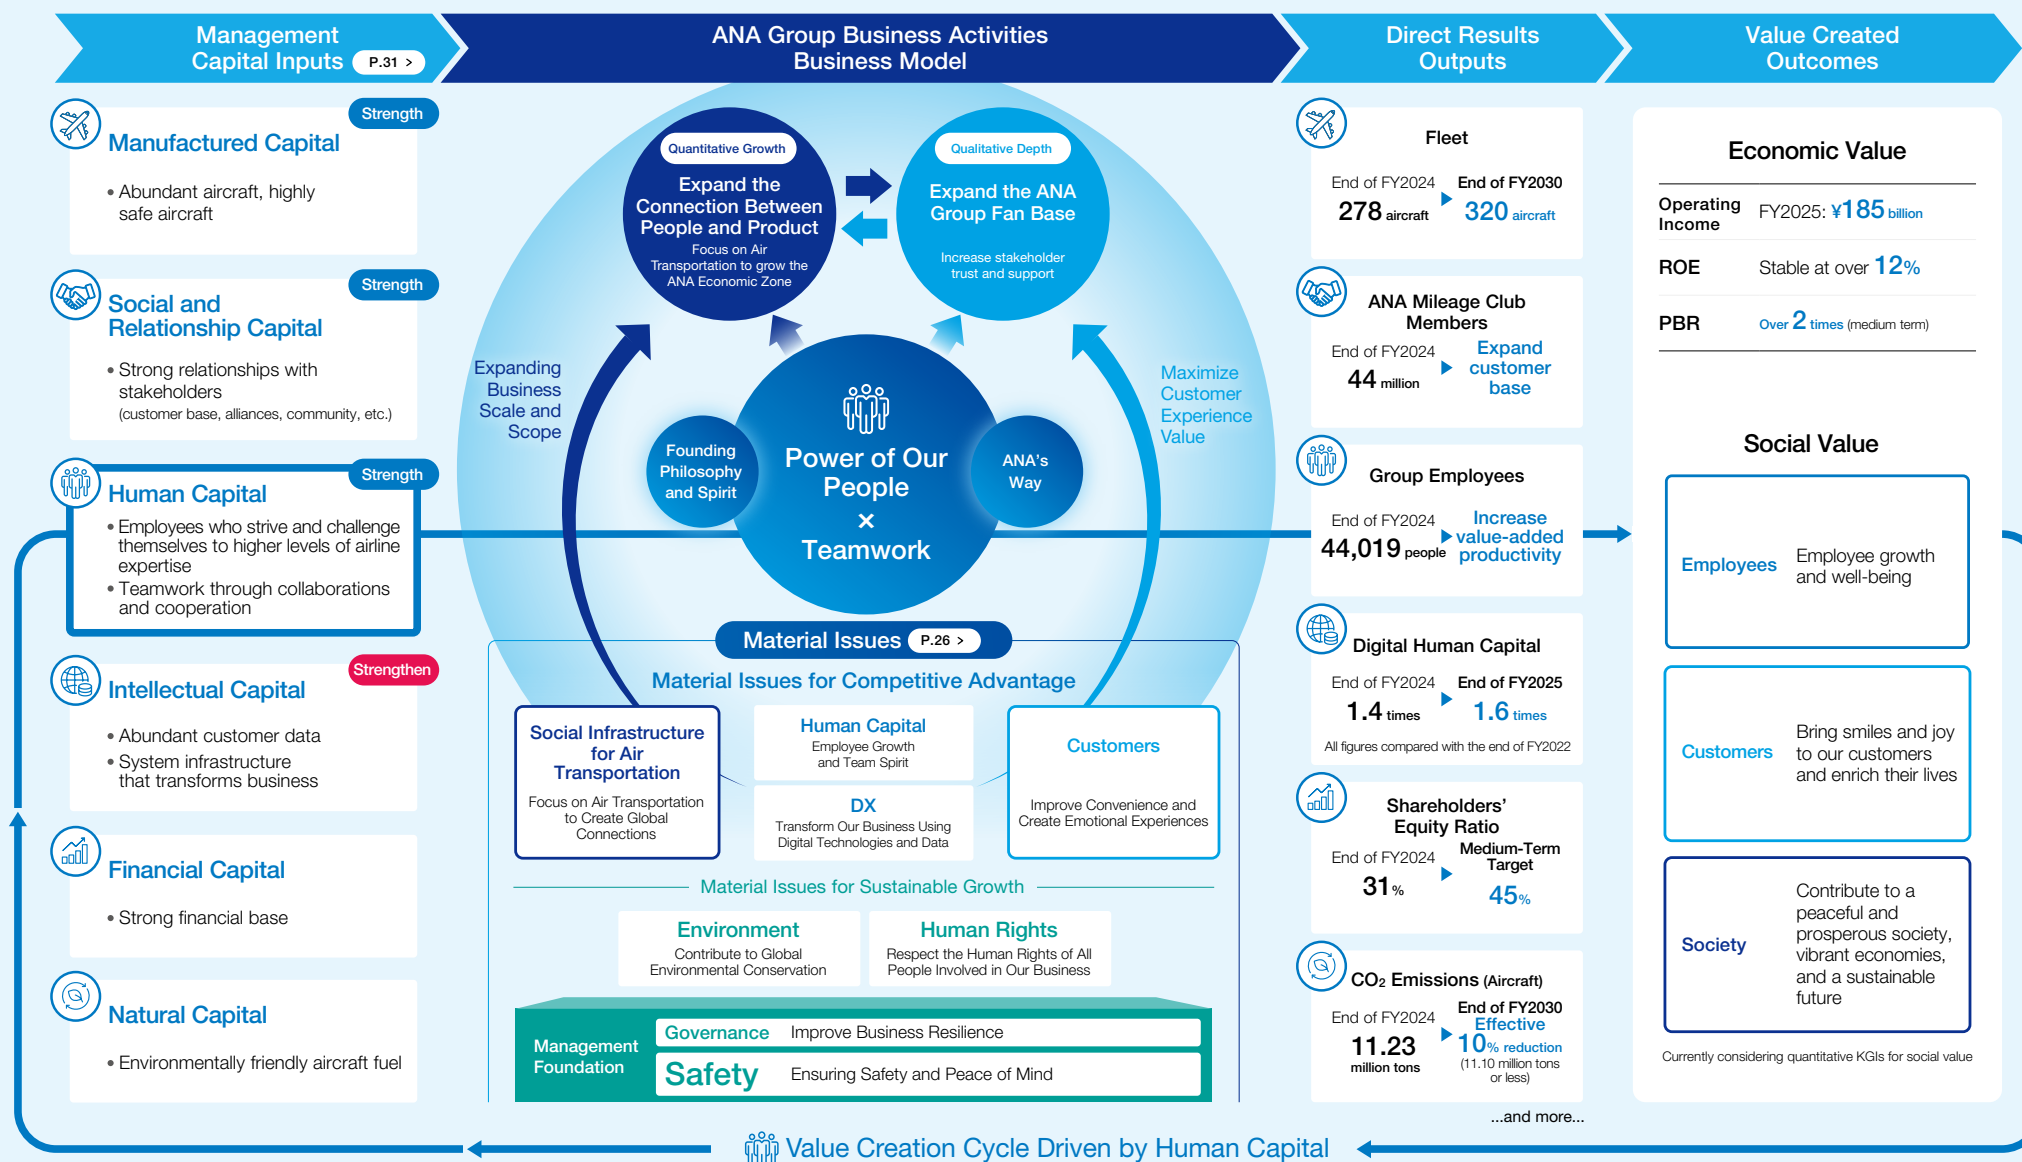 Management
Capital Inputs P.31 >
ANA Group Business Activities
Business Model
Direct Results
Outputs
Value Created
Outcomes
Strength
Manufactured Capital
• Abundant aircraft, highly
safe aircraft
Strength
Social and
Relationship Capital
• Strong relationships with
stakeholders
(customer base, alliances, community, etc.)
Strength
Human Capital
• Employees who strive and challenge
themselves to higher levels of airline
expertise
• Teamwork through collaborations
and cooperation
Strengthen
Intellectual Capital
• Abundant customer data
• System infrastructure
that transforms business
Financial Capital
• Strong financial base
Natural Capital
• Environmentally friendly aircraft fuel
Quantitative Growth
Expand the
Connection Between
People and Product
Focus on Air
Transportation to grow the
ANA Economic Zone
Qualitative Depth
Expand the ANA
Group Fan Base
Increase stakeholder
trust and support
Expanding
Business
Scale and
Scope
Maximize
Customer
Experience
Value
Founding
Philosophy
and Spirit
Power of Our
People
×
Teamwork
ANA's
Way
Material Issues P.26 >
Material Issues for Competitive Advantage
Social Infrastructure
for Air
Transportation
Focus on Air Transportation
to Create Global
Connections
Human Capital
Employee Growth
and Team Spirit
DX
Transform Our Business Using
Digital Technologies and Data
Customers
Improve Convenience and
Create Emotional Experiences
Material Issues for Sustainable Growth
Environment
Contribute to Global
Environmental Conservation
Human Rights
Respect the Human Rights of All
People Involved in Our Business
Management
Foundation
Governance Improve Business Resilience
Safety Ensuring Safety and Peace of Mind
Fleet
End of FY2024 End of FY2030
278 aircraft 320 aircraft
ANA Mileage Club
Members
End of FY2024
44 million
Expand
customer
base
Group Employees
End of FY2024
44,019 people
Increase
value-added
productivity
Digital Human Capital
End of FY2024 End of FY2025
1.4 times 1.6 times
All figures compared with the end of FY2022
Shareholders'
Equity Ratio
End of FY2024
31%
Medium-Term
Target
45%
CO2 Emissions (Aircraft)
End of FY2024
11.23
million tons
End of FY2030
Effective
10% reduction
(11.10 million tons
or less)
...and more...
Economic Value
Operating
Income
FY2025: ¥185 billion
ROE Stable at over 12%
PBR Over 2 times (medium term)
Social Value
Employees
Employee growth
and well-being
Customers
Bring smiles and joy
to our customers
and enrich their lives
Society
Contribute to a
peaceful and
prosperous society,
vibrant economies,
and a sustainable
future
Currently considering quantitative KGIs for social value
Value Creation Cycle Driven by Human Capital